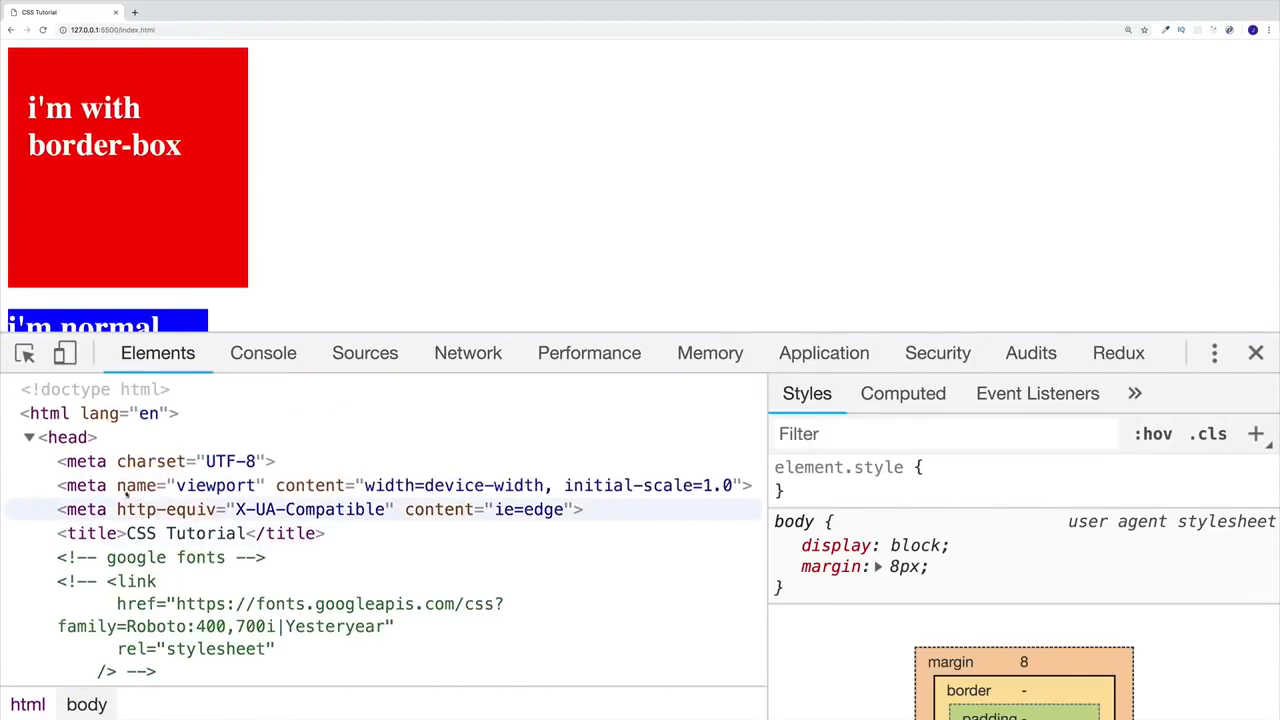 CSS Tutorial
127.0.0.1:5500/index.html
i'm with
border-box
i'm normal
Elements Console Sources Network Performance Memory Application Security Audits Redux
<!doctype html>
<html lang="en">
<head>
<meta charset="UTF-8">
<meta name="viewport" content="width=device-width, initial-scale=1.0">
<meta http-equiv="X-UA-Compatible" content="ie=edge">
<title>CSS Tutorial</title>
<!-- google fonts -->
<!-- <link
href="https://fonts.googleapis.com/css?
family=Roboto:400,700i|Yesteryear"
rel="stylesheet"
/> -->
html body
Styles Computed Event Listeners »
Filter :hov .cls +
element.style {
}
body { user agent stylesheet
display: block;
margin: 8px;
}
margin 8
border -
padding -